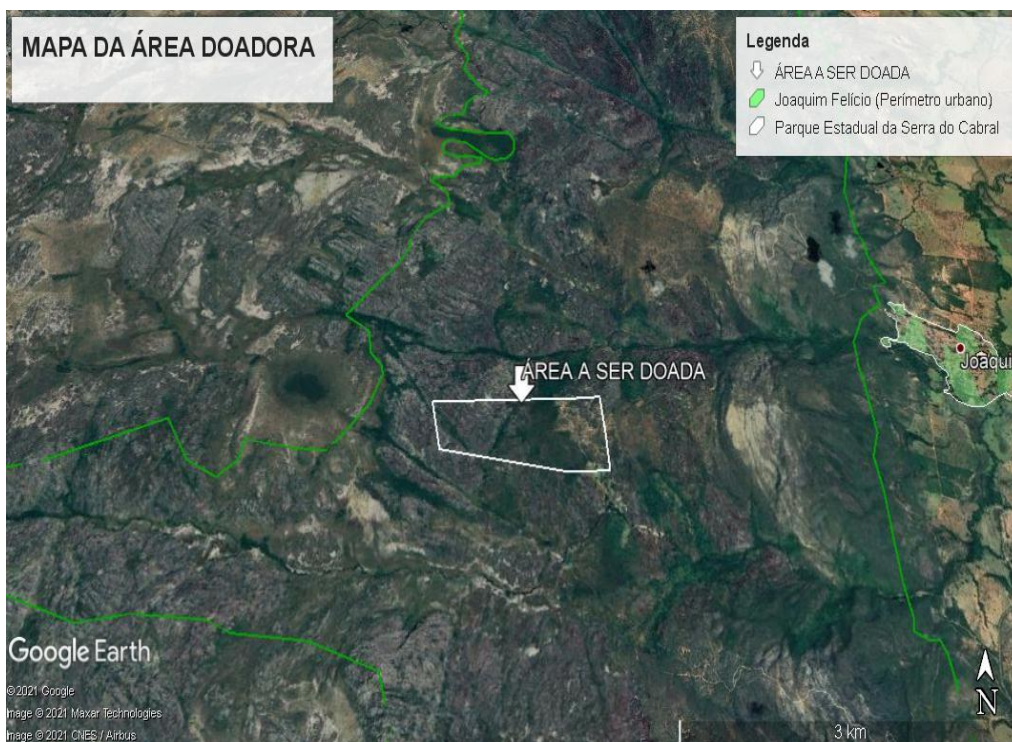 MAPA DA ÁREA DOADORA
Legenda
ÁREA A SER DOADA
Joaquim Felício (Perímetro urbano)
Parque Estadual da Serra do Cabral
ÁREA A SER DOADA
Joaqui
Google Earth
©2021 Google
Image © 2021 Maxar Technologies
Image © 2021 CNES / Airbus
3 km
N